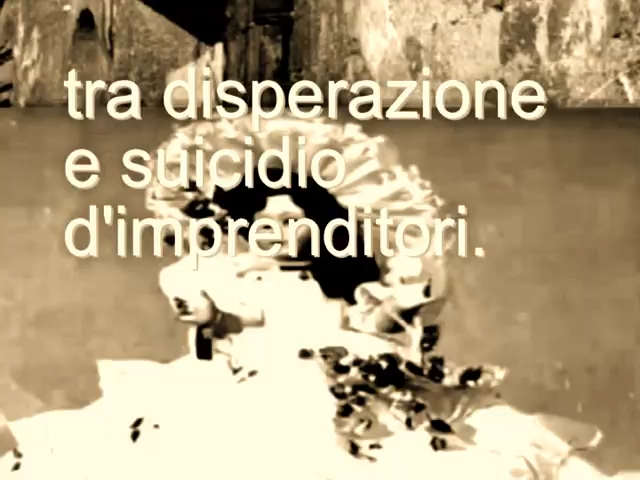 tra disperazione
e suicidio
d'imprenditori.